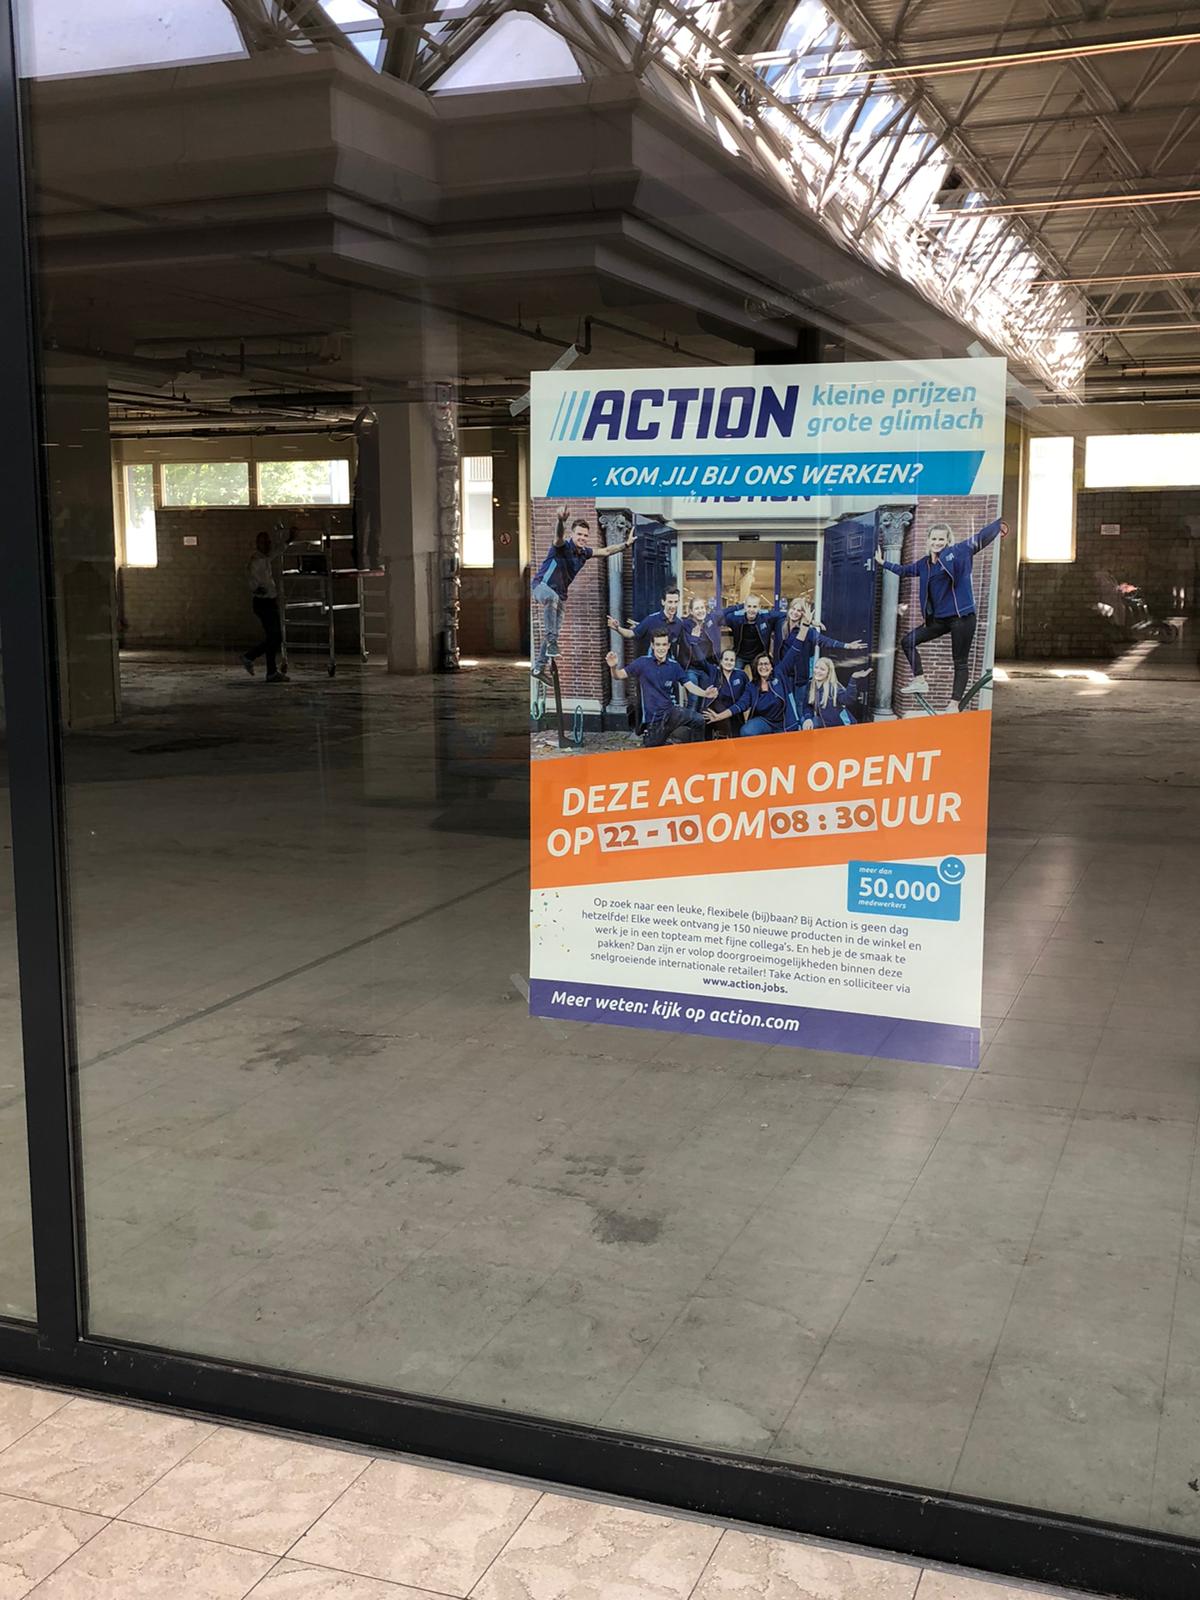 ACTION kleine prijzen
grote glimlach
KOM JIJ BIJ ONS WERKEN?
ACTION
DEZE ACTION OPENT
OP 22 - 10 OM 08 : 30 UUR
meer dan
50.000
medewerkers
Op zoek naar een leuke, flexibele (bij)baan? Bij Action is geen dag
hetzelfde! Elke week ontvang je 150 nieuwe producten in de winkel en
werk je in een topteam met fijne collega's. En heb je de smaak te
pakken? Dan zijn er volop doorgroeimogelijkheden binnen deze
snelgroeiende internationale retailer! Take Action en solliciteer via
www.action.jobs.
Meer weten: kijk op action.com